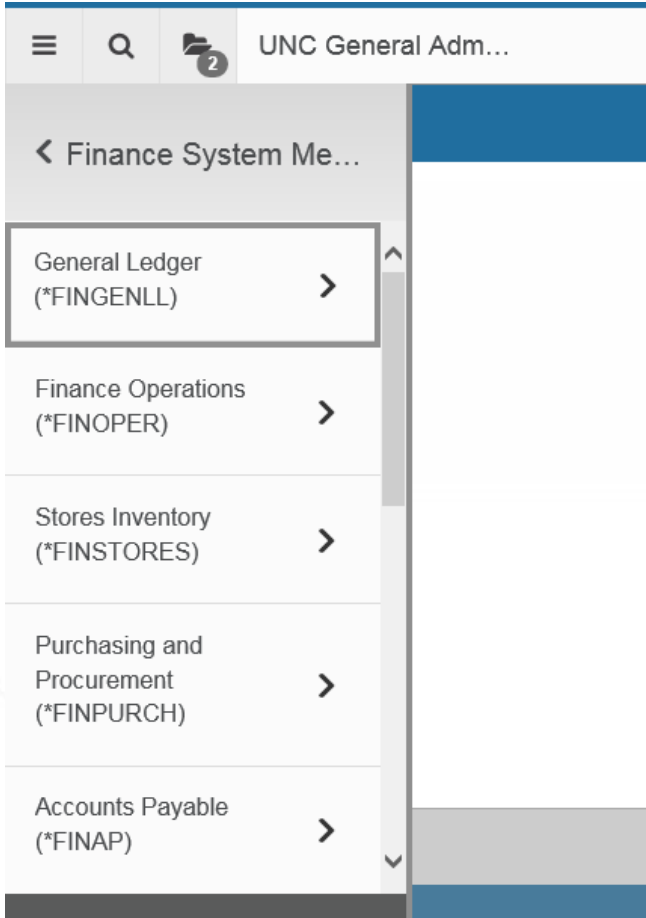 2
UNC General Adm...
Finance System Me...
General Ledger
(*FINGENLL)
Finance Operations
(*FINOPER)
Stores Inventory
(*FINSTORES)
Purchasing and
Procurement
(*FINPURCH)
Accounts Payable
(*FINAP)